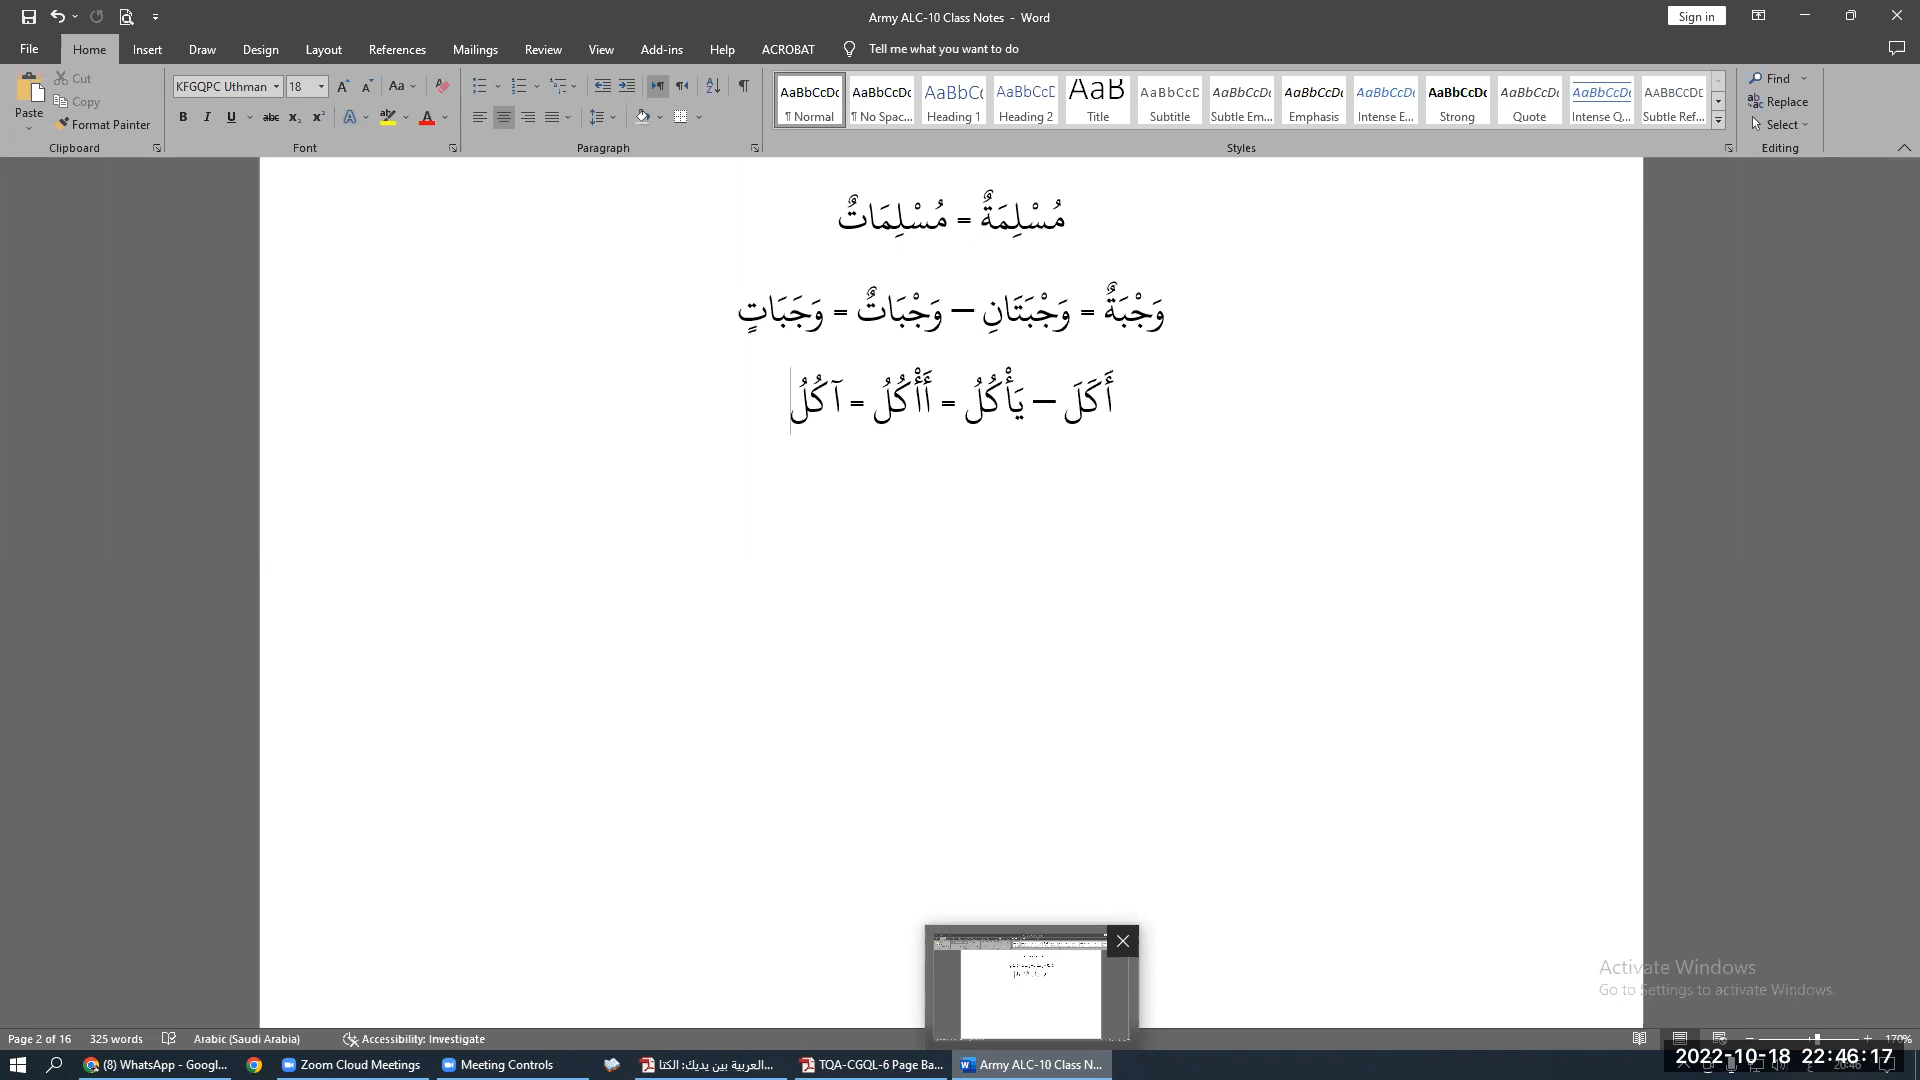 Army ALC-10 Class Notes - Word
Sign in
File Home Insert Draw Design Layout References Mailings Review View Add-ins Help ACROBAT Tell me what you want to do
Paste
Cut
Copy
Format Painter
Clipboard
KFGQPC Uthman 18
Font
Paragraph
AaBbCcDc AaBbCcDc AaBbC AaBbCcD AaB AaBbCcD AaBbCcDc AaBbCcDc AaBbCcDc AaBbCcDc AaBbCcDc AaBbCcDc AABBCCDE
¶ Normal ¶ No Spac... Heading 1 Heading 2 Title Subtitle Subtle Em... Emphasis Intense E... Strong Quote Intense Q... Subtle Ref...
Styles
Find
Replace
Select
Editing
مُسْلِمَةٌ = مُسْلِمَاتٌ
وَجْبَةٌ = وَجْبَتَانِ – وَجْبَاتٌ = وَجَبَاتٍ
أَكَلَ – يَأْكُلُ = أَأْكُلُ = آكُلُ
Activate Windows
Go to Settings to activate Windows.
Page 2 of 16 325 words Arabic (Saudi Arabia) Accessibility: Investigate 170%
(8) WhatsApp - Googl... Zoom Cloud Meetings Meeting Controls العربية بين يديك: الكتا... TQA-CGQL-6 Page Ba... Army ALC-10 Class N...
2022-10-18 22:46:17